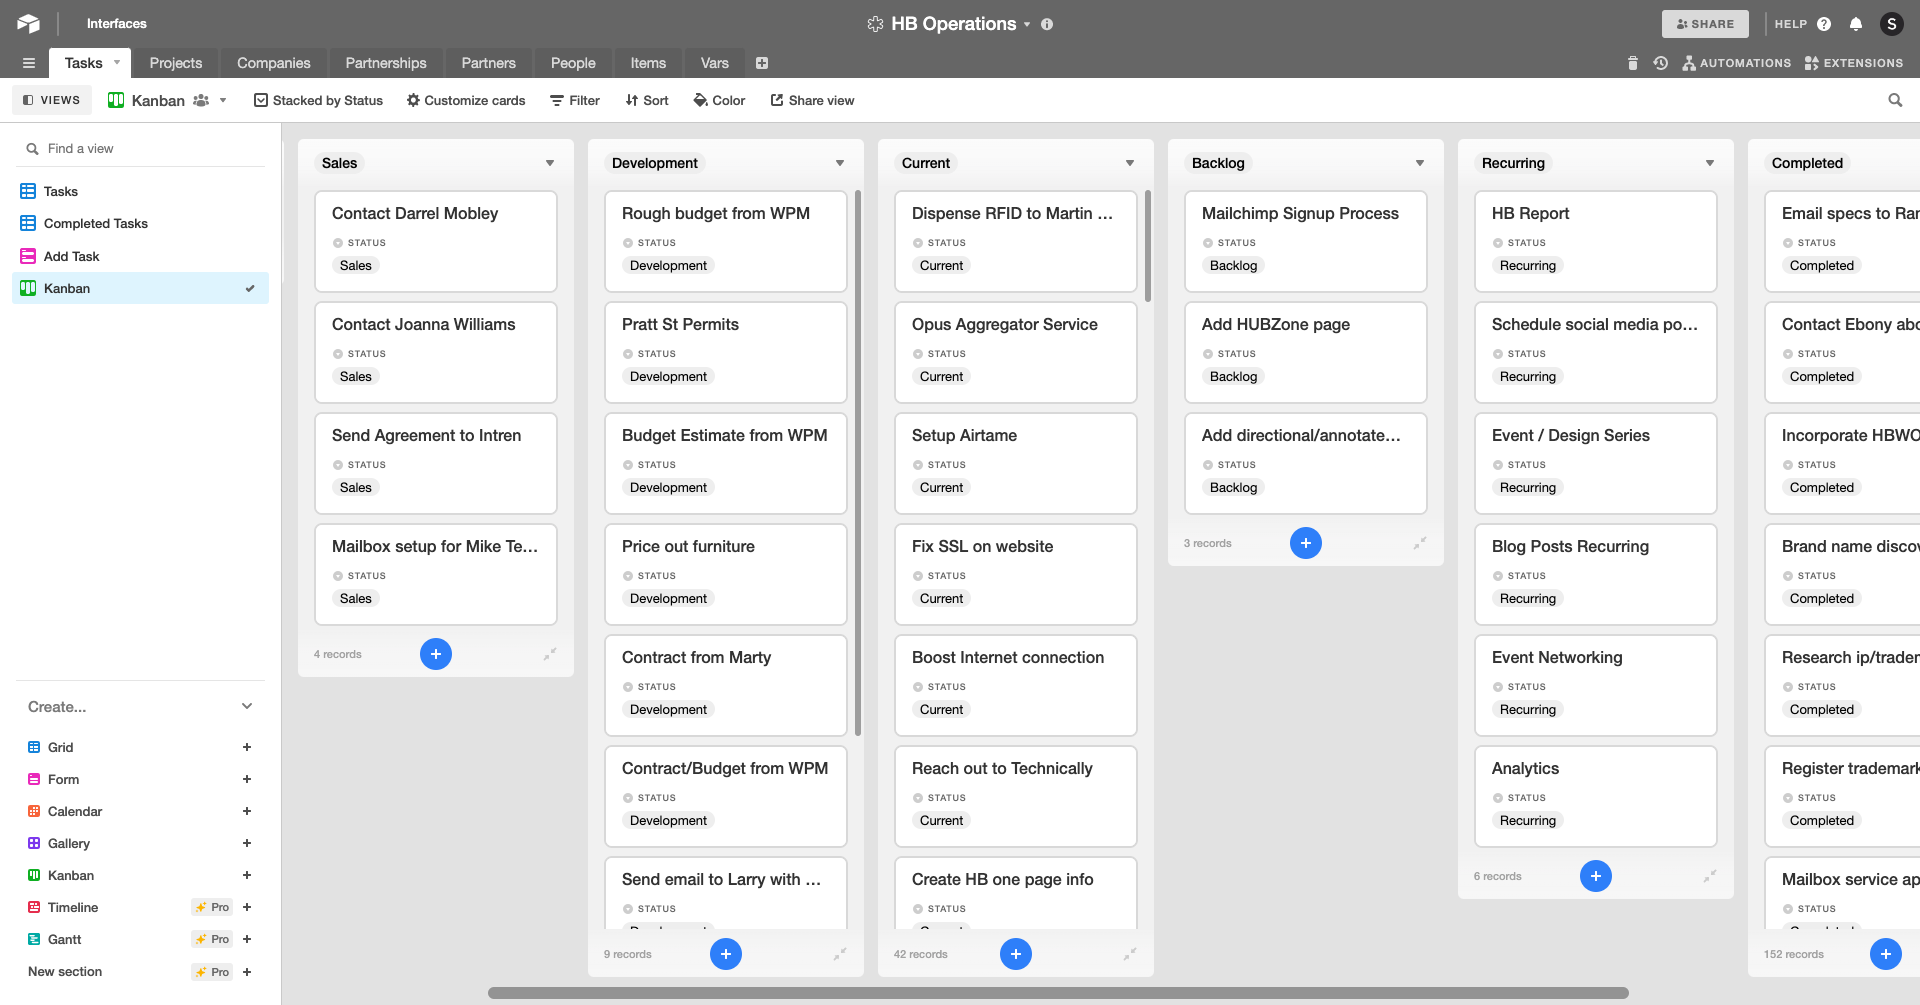 Interfaces
HB Operations
SHARE
HELP
S
Tasks
Projects
Companies
Partnerships
Partners
People
Items
Vars
AUTOMATIONS
EXTENSIONS
VIEWS
Kanban
Stacked by Status
Customize cards
Filter
Sort
Color
Share view
Find a view
Tasks
Completed Tasks
Add Task
Kanban
Create...
Grid
Form
Calendar
Gallery
Kanban
Timeline
Pro
Gantt
Pro
New section
Pro
Sales
Contact Darrel Mobley
STATUS
Sales
Contact Joanna Williams
STATUS
Sales
Send Agreement to Intren
STATUS
Sales
Mailbox setup for Mike Te...
STATUS
Sales
4 records
Development
Rough budget from WPM
STATUS
Development
Pratt St Permits
STATUS
Development
Budget Estimate from WPM
STATUS
Development
Price out furniture
STATUS
Development
Contract from Marty
STATUS
Development
Contract/Budget from WPM
STATUS
Development
Send email to Larry with ...
STATUS
9 records
Current
Dispense RFID to Martin ...
STATUS
Current
Opus Aggregator Service
STATUS
Current
Setup Airtame
STATUS
Current
Fix SSL on website
STATUS
Current
Boost Internet connection
STATUS
Current
Reach out to Technically
STATUS
Current
Create HB one page info
STATUS
42 records
Backlog
Mailchimp Signup Process
STATUS
Backlog
Add HUBZone page
STATUS
Backlog
Add directional/annotate...
STATUS
Backlog
3 records
Recurring
HB Report
STATUS
Recurring
Schedule social media po...
STATUS
Recurring
Event / Design Series
STATUS
Recurring
Blog Posts Recurring
STATUS
Recurring
Event Networking
STATUS
Recurring
Analytics
STATUS
Recurring
6 records
Completed
Email specs to Rar
STATUS
Completed
Contact Ebony abo
STATUS
Completed
Incorporate HBWO
STATUS
Completed
Brand name discov
STATUS
Completed
Research ip/trader
STATUS
Completed
Register trademark
STATUS
Completed
Mailbox service ap
STATUS
152 records